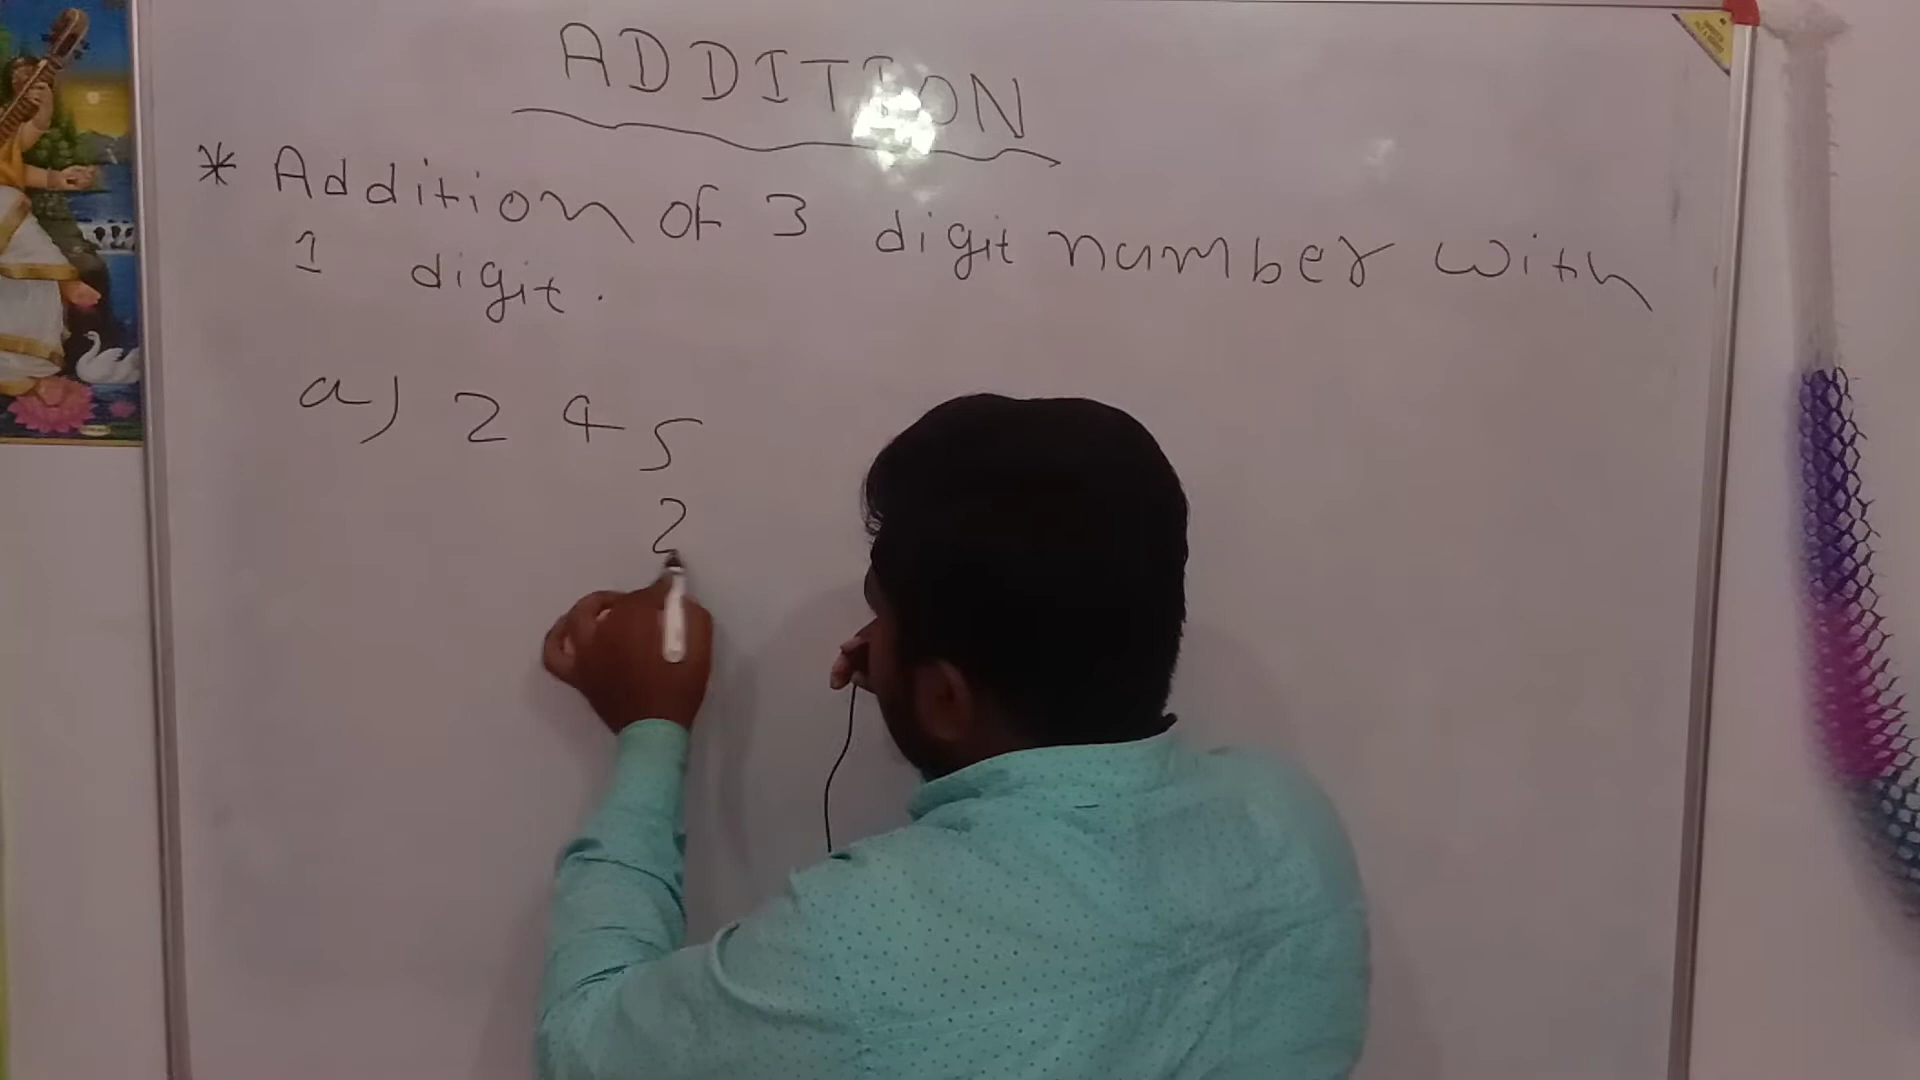 ADDITION
* Addition of 3 digit number with
1 digit.
a) 2 4 5
2